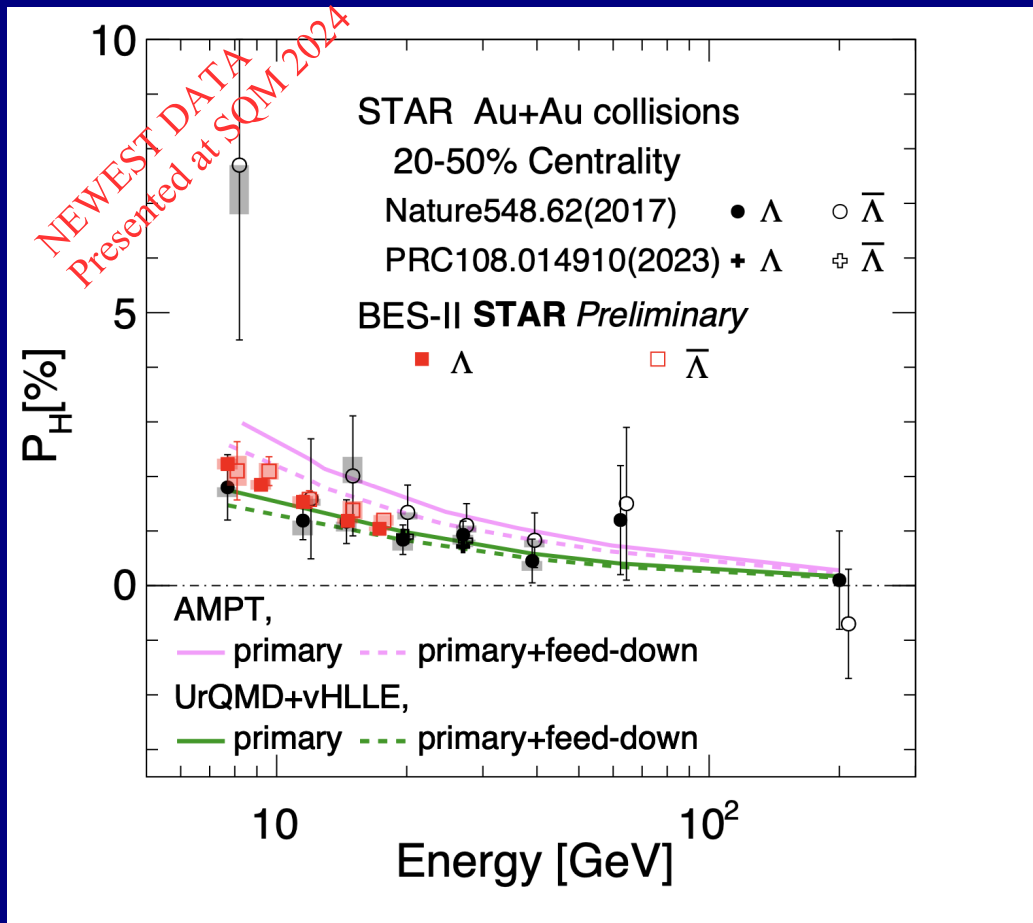 NEWEST DATA
Presented at SQM 2024
10
STAR Au+Au collisions
20-50% Centrality
Nature548.62(2017) Λ Λ̅
PRC108.014910(2023) Λ Λ̅
BES-II STAR Preliminary
Λ Λ̅
5
P_H[%]
0
AMPT,
primary primary+feed-down
UrQMD+vHLLE,
primary primary+feed-down
10 10²
Energy [GeV]